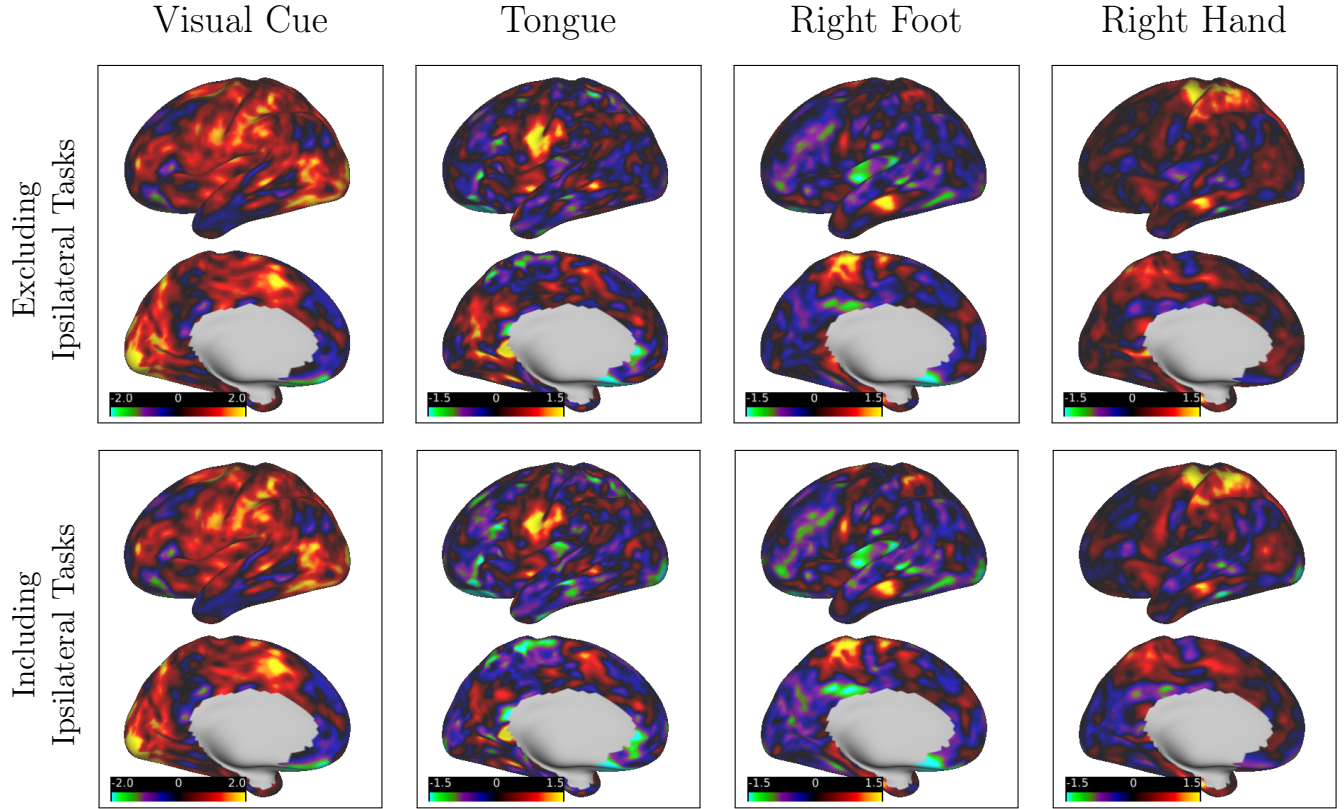 Visual Cue
Tongue
Right Foot
Right Hand
Excluding
Ipsilateral Tasks
-2.0 0 2.0
-1.5 0 1.5
-1.5 0 1.5
-1.5 0 1.5
Including
Ipsilateral Tasks
-2.0 0 2.0
-1.5 0 1.5
-1.5 0 1.5
-1.5 0 1.5